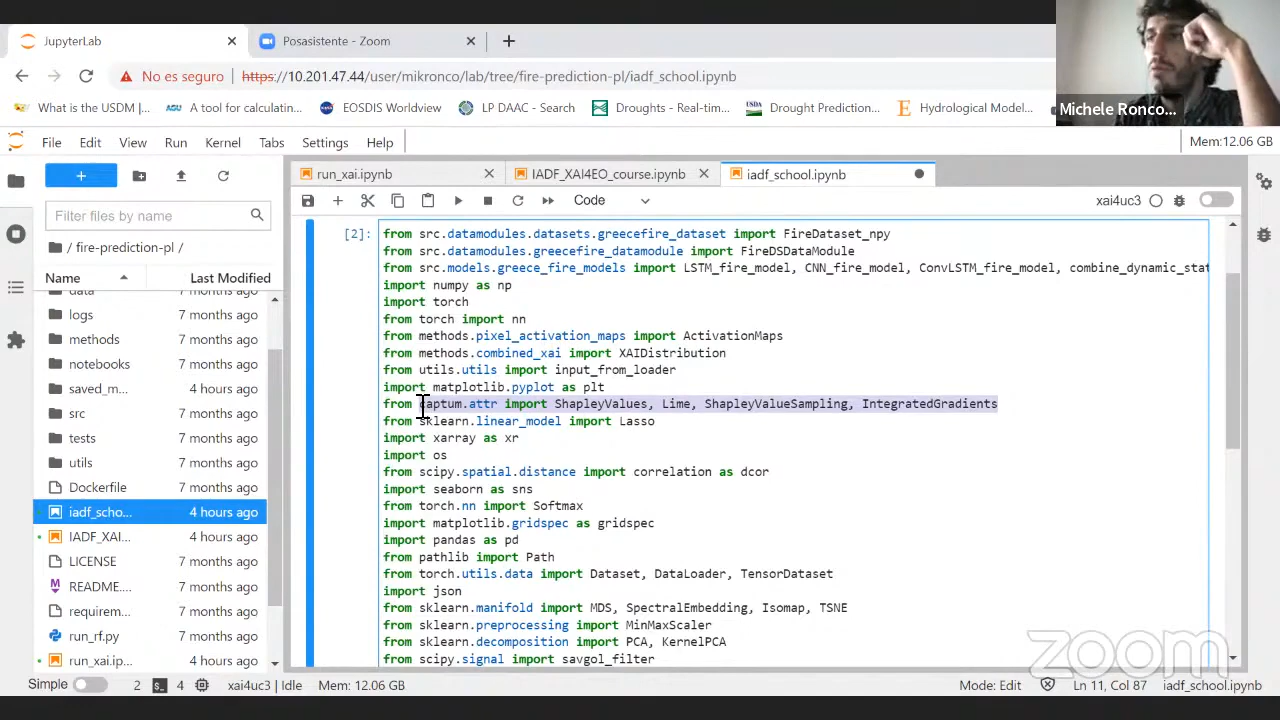 JupyterLab
Posasistente - Zoom
No es seguro | https://10.201.47.44/user/mikronco/lab/tree/fire-prediction-pl/iadf_school.ipynb
Michele Ronco...
What is the USDM |...
AGU A tool for calculatin...
EOSDIS Worldview
LP DAAC - Search
Droughts - Real-tim...
USDA Drought Prediction...
Hydrological Model...
File Edit View Run Kernel Tabs Settings Help
Mem:12.06 GB
run_xai.ipynb
IADF_XAI4EO_course.ipynb
iadf_school.ipynb
Filter files by name
Code
xai4uc3
/ fire-prediction-pl /
Name Last Modified
data 7 months ago
logs 7 months ago
methods 7 months ago
notebooks 7 months ago
saved_m... 4 hours ago
src 7 months ago
tests 7 months ago
utils 7 months ago
Dockerfile 7 months ago
iadf_scho... 4 hours ago
IADF_XAI... 4 hours ago
LICENSE 7 months ago
README.... 7 months ago
requirem... 7 months ago
run_rf.py 7 months ago
run_xai.ip... 4 hours ago
[2]:
from src.datamodules.datasets.greecefire_dataset import FireDataset_npy
from src.datamodules.greecefire_datamodule import FireDSDataModule
from src.models.greece_fire_models import LSTM_fire_model, CNN_fire_model, ConvLSTM_fire_model, combine_dynamic_stat
import numpy as np
import torch
from torch import nn
from methods.pixel_activation_maps import ActivationMaps
from methods.combined_xai import XAIDistribution
from utils.utils import input_from_loader
import matplotlib.pyplot as plt
from captum.attr import ShapleyValues, Lime, ShapleyValueSampling, IntegratedGradients
from sklearn.linear_model import Lasso
import xarray as xr
import os
from scipy.spatial.distance import correlation as dcor
import seaborn as sns
from torch.nn import Softmax
import matplotlib.gridspec as gridspec
import pandas as pd
from pathlib import Path
from torch.utils.data import Dataset, DataLoader, TensorDataset
import json
from sklearn.manifold import MDS, SpectralEmbedding, Isomap, TSNE
from sklearn.preprocessing import MinMaxScaler
from sklearn.decomposition import PCA, KernelPCA
from scipy.signal import savgol_filter
zoom
Simple 2 4 xai4uc3 | Idle Mem: 12.06 GB
Mode: Edit Ln 11, Col 87 iadf_school.ipynb